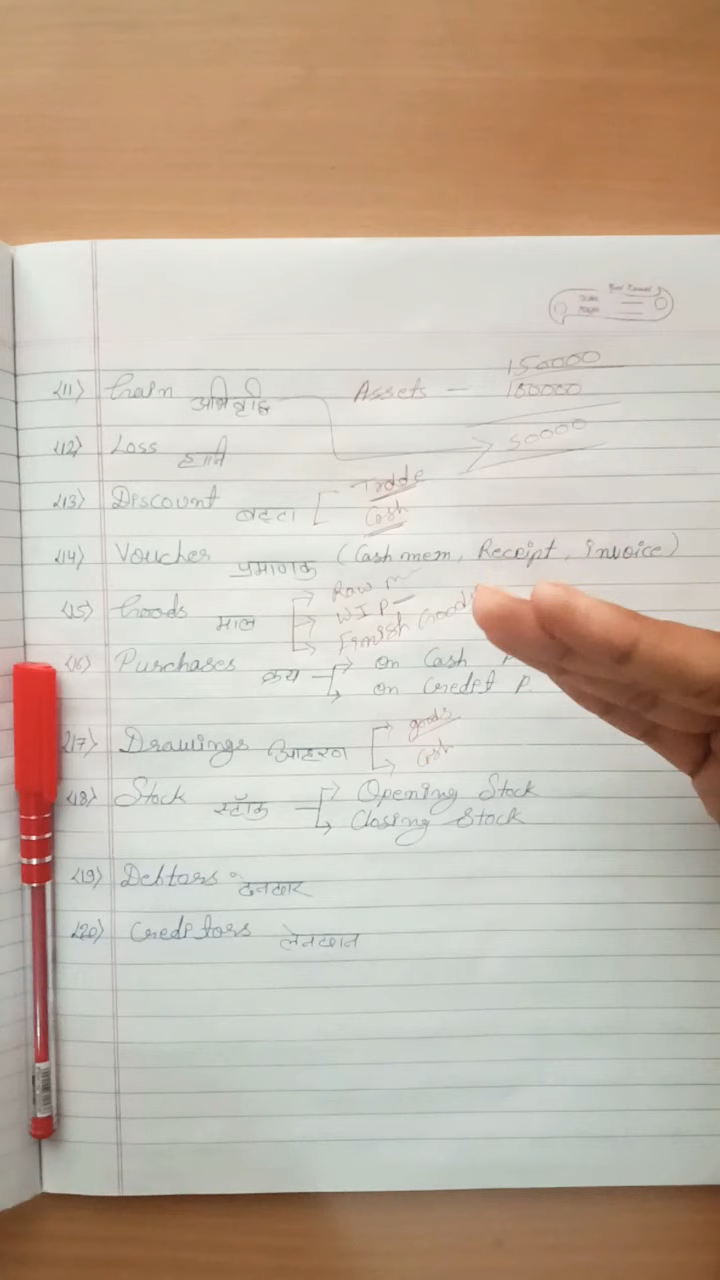 150000
(11) Gain अभिवृद्धि Assets - 100000
50000
(12) Loss हानि
(13) Discount बट्टा Trade
Cash
(14) Voucher प्रमाणक (Cash mem, Receipt, Invoice)
Raw m
(15) Goods माल W.I.P-
Finish Goods
(16) Purchases क्रय on Cash P
on Credit P.
(17) Drawings आहरण goods
Cash
(18) Stock स्टॉक Opening Stock
Closing Stock
(19) Debtors देनदार
(20) Creditors लेनदान